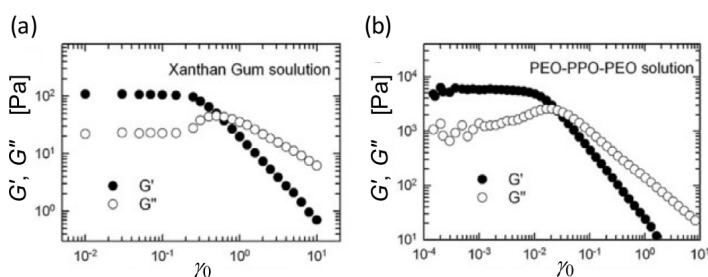 (a)
Xanthan Gum soulution
G', G" [Pa]
10²
10¹
10⁰
G'
G"
10⁻² 10⁻¹ 10⁰ 10¹
γ₀
(b)
PEO-PPO-PEO solution
G', G" [Pa]
10⁴
10³
10²
10¹
G'
G"
10⁻⁴ 10⁻³ 10⁻² 10⁻¹ 10⁰ 10¹
γ₀